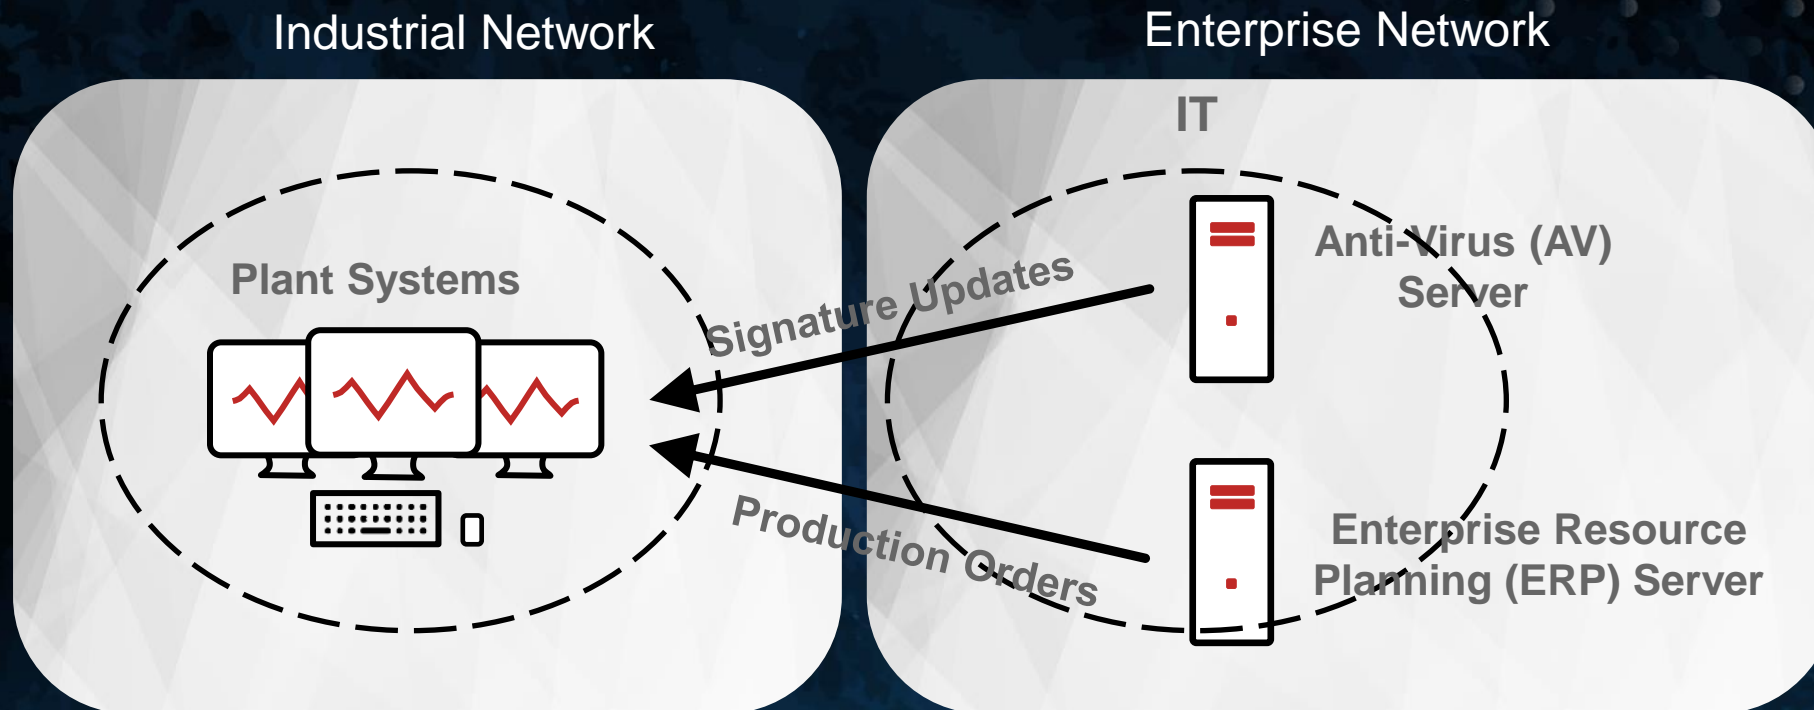 Industrial Network
Enterprise Network
IT
Plant Systems
Signature Updates
Production Orders
Anti-Virus (AV)
Server
Enterprise Resource
Planning (ERP) Server